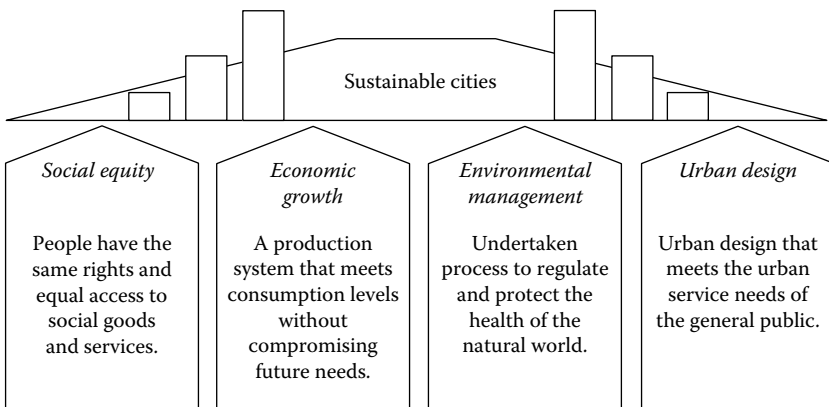 Sustainable cities
Social equity
People have the
same rights and
equal access to
social goods
and services.
Economic
growth
A production
system that meets
consumption levels
without
compromising
future needs.
Environmental
management
Undertaken
process to regulate
and protect the
health of the
natural world.
Urban design
Urban design that
meets the urban
service needs of
the general public.